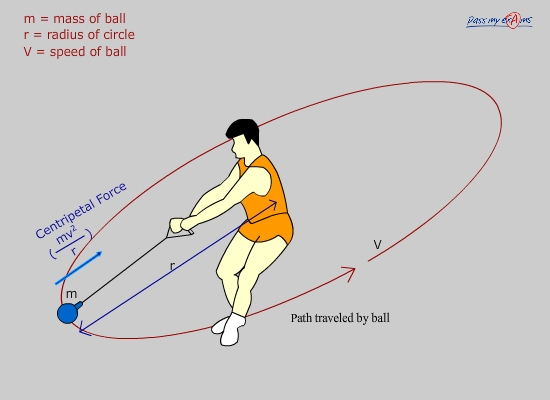 m = mass of ball
r = radius of circle
V = speed of ball
pass my exAms
Centripetal Force
(mv²/r)
m
r
V
Path traveled by ball